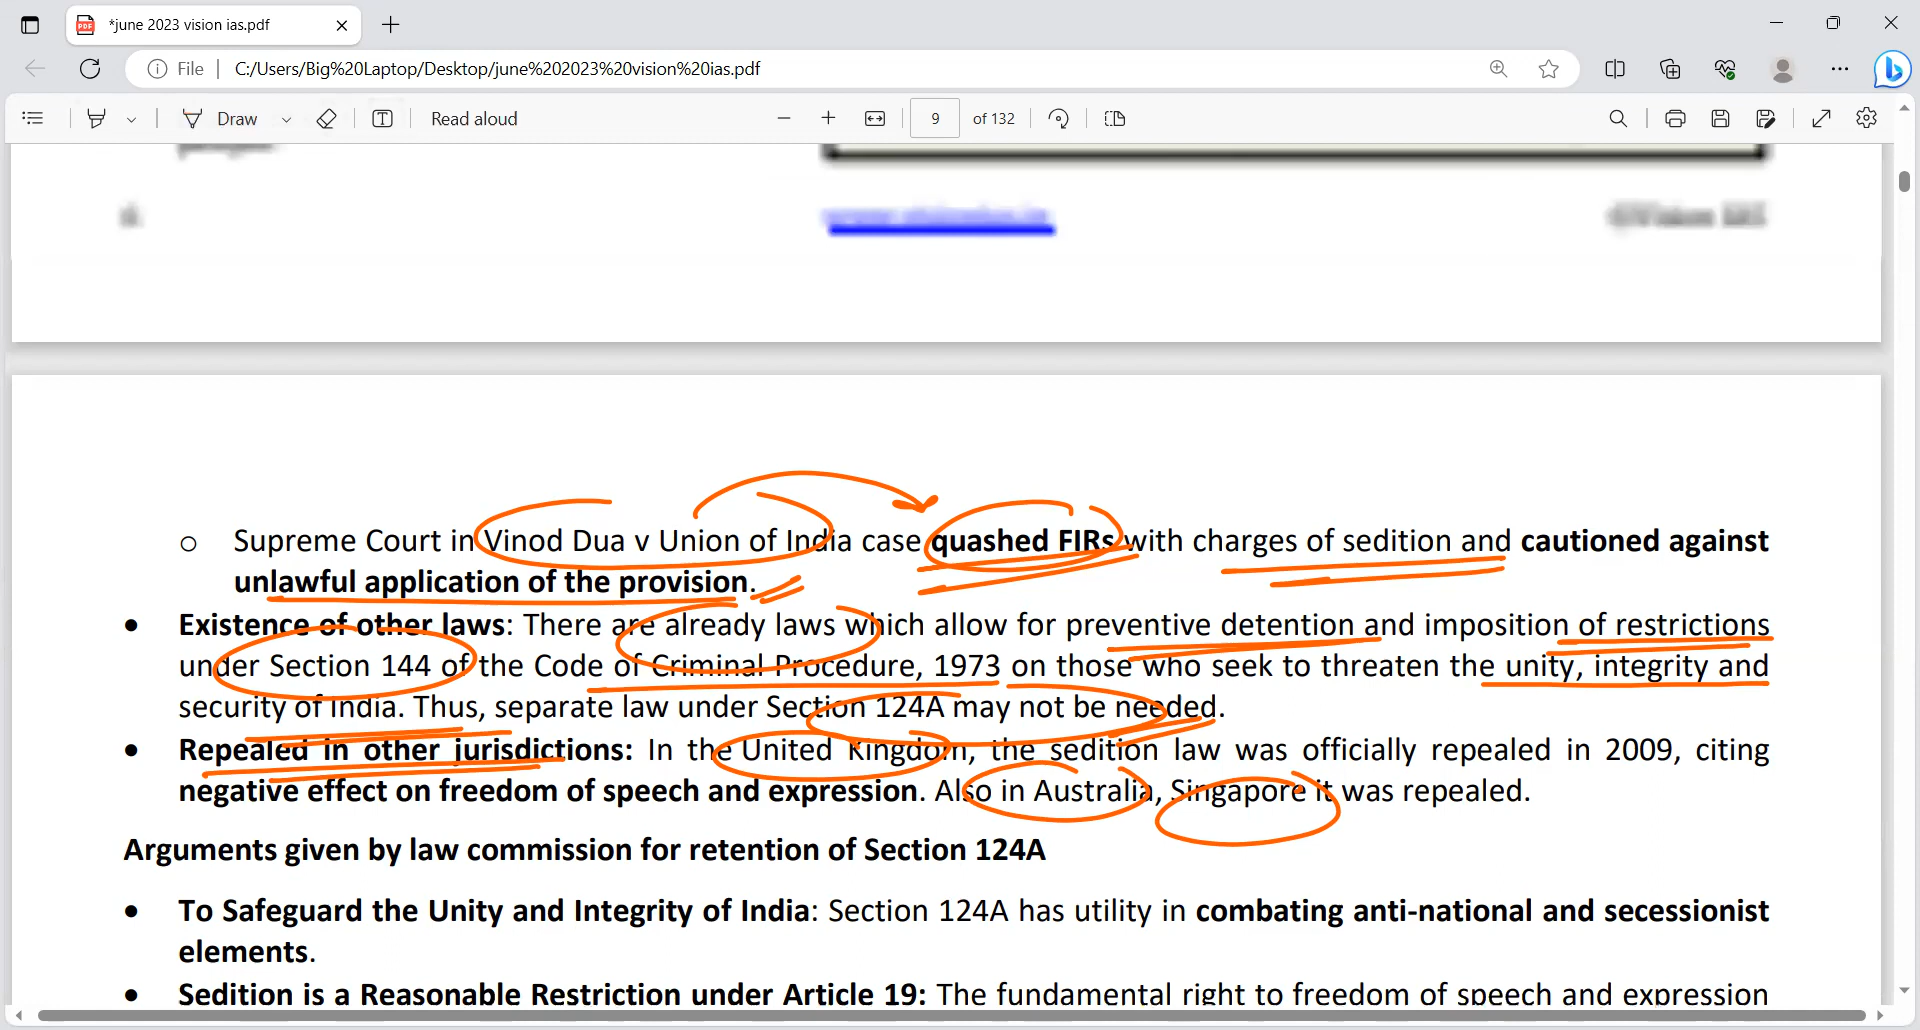 *june 2023 vision ias.pdf
File
C:/Users/Big%20Laptop/Desktop/june%202023%20vision%20ias.pdf
Draw
Read aloud
9 of 132
o Supreme Court in Vinod Dua v Union of India case quashed FIRs with charges of sedition and cautioned against
unlawful application of the provision.
• Existence of other laws: There are already laws which allow for preventive detention and imposition of restrictions
under Section 144 of the Code of Criminal Procedure, 1973 on those who seek to threaten the unity, integrity and
security of India. Thus, separate law under Section 124A may not be needed.
• Repealed in other jurisdictions: In the United Kingdom, the sedition law was officially repealed in 2009, citing
negative effect on freedom of speech and expression. Also in Australia, Singapore it was repealed.
Arguments given by law commission for retention of Section 124A
• To Safeguard the Unity and Integrity of India: Section 124A has utility in combating anti-national and secessionist
elements.
• Sedition is a Reasonable Restriction under Article 19: The fundamental right to freedom of speech and expression